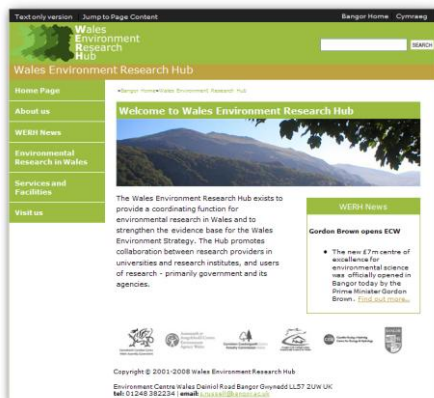 Text only version Jump to Page Content
Bangor Home Cymraeg
Wales
Environment
Research
Hub
SEARCH
Wales Environment Research Hub
Home Page
About us
WERH News
Environmental
Research in Wales
Services and
Facilities
Visit us
Bangor Home Wales Environment Research Hub
Welcome to Wales Environment Research Hub
The Wales Environment Research Hub exists to
provide a coordinating function for
environmental research in Wales and to
strengthen the evidence base for the Wales
Environment Strategy. The Hub promotes
collaboration between research providers in
universities and research institutes, and users
of research - primarily government and its
agencies.
WERH News
Gordon Brown opens ECW
The new £7m centre of
excellence for
environmental science
was officially opened in
Bangor today by the
Prime Minister Gordon
Brown. Find out more...
Copyright © 2001-2008 Wales Environment Research Hub
Environment Centre Wales Deiniol Road Bangor Gwynedd LL57 2UW UK
tel: 01248 382234 | email: